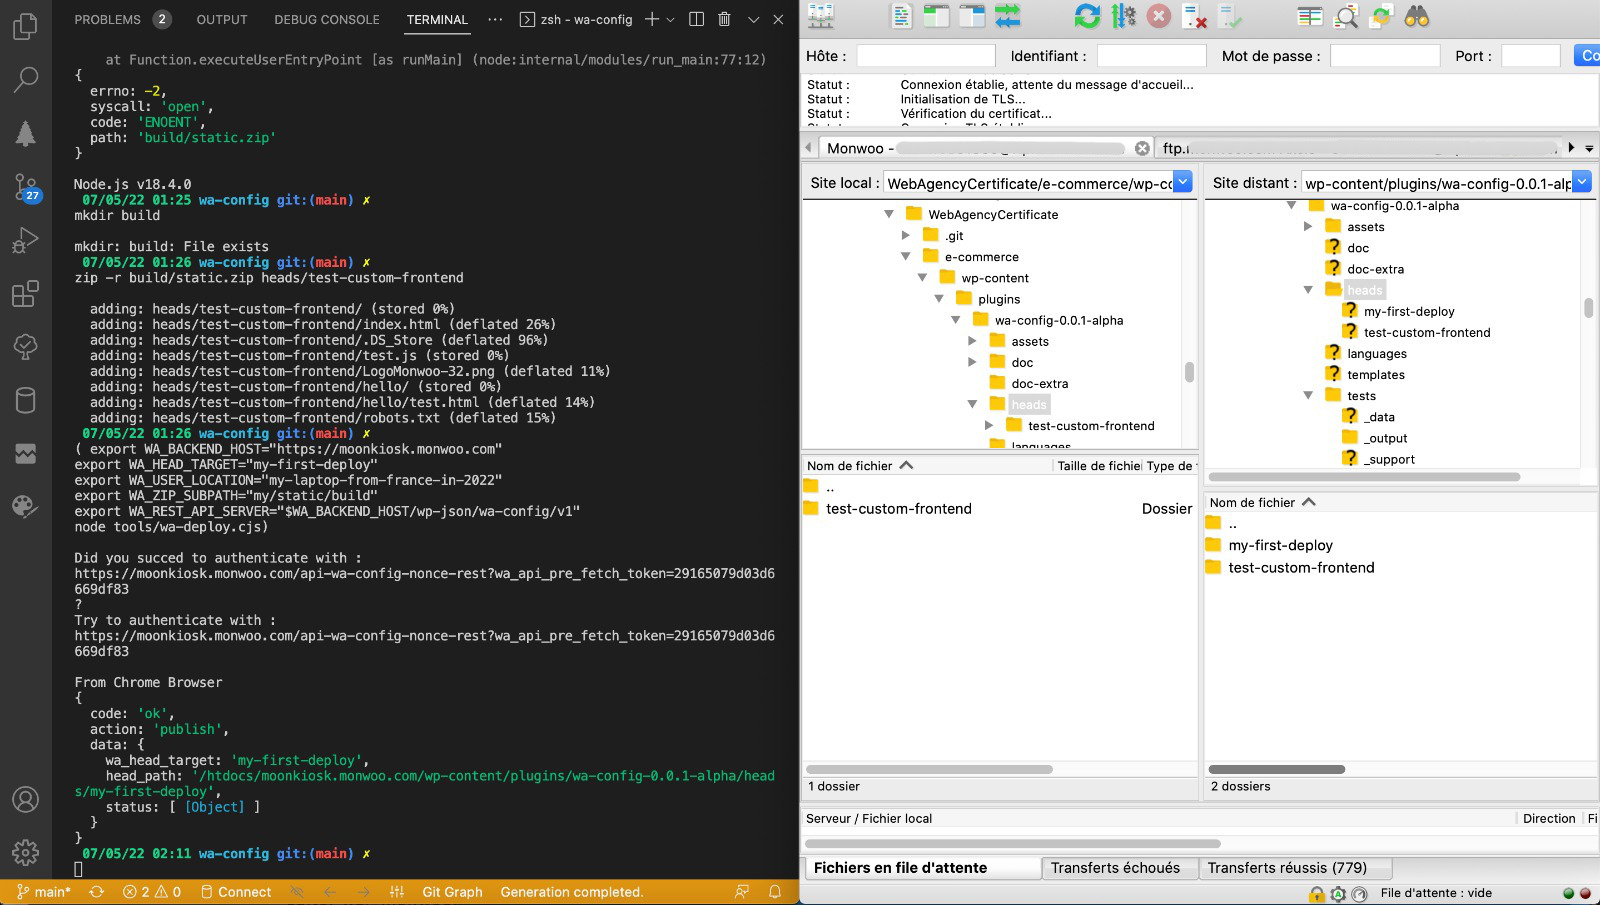 PROBLEMS 2 OUTPUT DEBUG CONSOLE TERMINAL ··· zsh - wa-config
at Function.executeUserEntryPoint [as runMain] (node:internal/modules/run_main:77:12)
{
errno: -2,
syscall: 'open',
code: 'ENOENT',
path: 'build/static.zip'
}
Node.js v18.4.0
07/05/22 01:25 wa-config git:(main) ✗
mkdir build
mkdir: build: File exists
07/05/22 01:26 wa-config git:(main) ✗
zip -r build/static.zip heads/test-custom-frontend
adding: heads/test-custom-frontend/ (stored 0%)
adding: heads/test-custom-frontend/index.html (deflated 26%)
adding: heads/test-custom-frontend/.DS_Store (deflated 96%)
adding: heads/test-custom-frontend/test.js (stored 0%)
adding: heads/test-custom-frontend/LogoMonwoo-32.png (deflated 11%)
adding: heads/test-custom-frontend/hello/ (stored 0%)
adding: heads/test-custom-frontend/hello/test.html (deflated 14%)
adding: heads/test-custom-frontend/robots.txt (deflated 15%)
07/05/22 01:26 wa-config git:(main) ✗
( export WA_BACKEND_HOST="https://moonkiosk.monwoo.com"
export WA_HEAD_TARGET="my-first-deploy"
export WA_USER_LOCATION="my-laptop-from-france-in-2022"
export WA_ZIP_SUBPATH="my/static/build"
export WA_REST_API_SERVER="$WA_BACKEND_HOST/wp-json/wa-config/v1"
node tools/wa-deploy.cjs)
Did you succed to authenticate with :
https://moonkiosk.monwoo.com/api-wa-config-nonce-rest?wa_api_pre_fetch_token=29165079d03d6
669df83
?
Try to authenticate with :
https://moonkiosk.monwoo.com/api-wa-config-nonce-rest?wa_api_pre_fetch_token=29165079d03d6
669df83
From Chrome Browser
{
code: 'ok',
action: 'publish',
data: {
wa_head_target: 'my-first-deploy',
head_path: '/htdocs/moonkiosk.monwoo.com/wp-content/plugins/wa-config-0.0.1-alpha/head
s/my-first-deploy',
status: [ [Object] ]
}
}
07/05/22 02:11 wa-config git:(main) ✗
27
main* 2 0 Connect Git Graph Generation completed.
Hôte : Identifiant : Mot de passe : Port : Co
Statut : Connexion établie, attente du message d'accueil...
Statut : Initialisation de TLS...
Statut : Vérification du certificat...
Monwoo - ftp.
Site local : WebAgencyCertificate/e-commerce/wp-cc
WebAgencyCertificate
.git
e-commerce
wp-content
plugins
wa-config-0.0.1-alpha
assets
doc
doc-extra
heads
test-custom-frontend
languages
Nom de fichier Taille de fichie Type de
..
test-custom-frontend Dossier
1 dossier
Site distant : wp-content/plugins/wa-config-0.0.1-alp
wa-config-0.0.1-alpha
assets
doc
doc-extra
heads
my-first-deploy
test-custom-frontend
languages
templates
tests
_data
_output
_support
Nom de fichier
..
my-first-deploy
test-custom-frontend
2 dossiers
Serveur / Fichier local Direction Fi
Fichiers en file d'attente Transferts échoués Transferts réussis (779)
File d'attente : vide